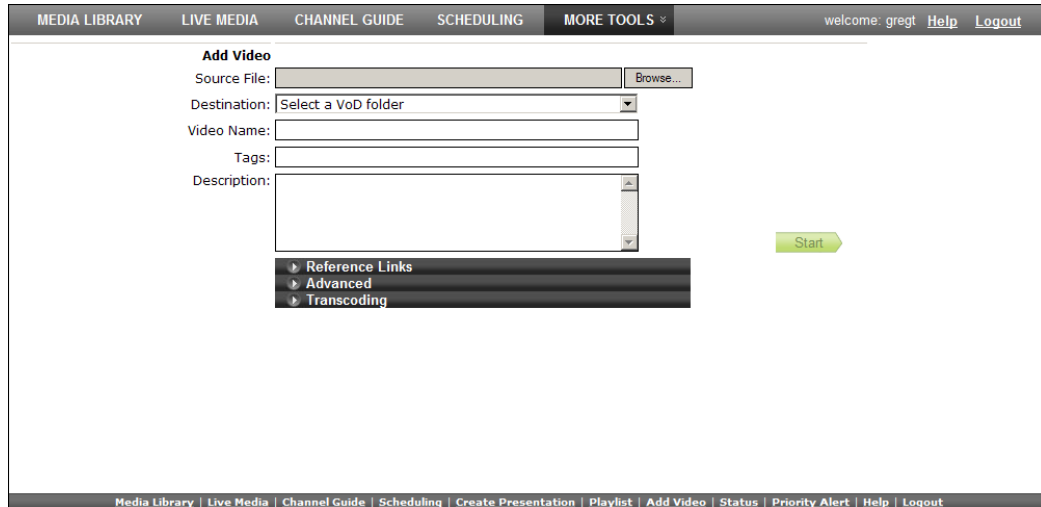 MEDIA LIBRARY LIVE MEDIA CHANNEL GUIDE SCHEDULING MORE TOOLS welcome: gregt Help Logout
Add Video
Source File: Browse...
Destination: Select a VoD folder
Video Name:
Tags:
Description:
Start
Reference Links
Advanced
Transcoding
Media Library | Live Media | Channel Guide | Scheduling | Create Presentation | Playlist | Add Video | Status | Priority Alert | Help | Logout